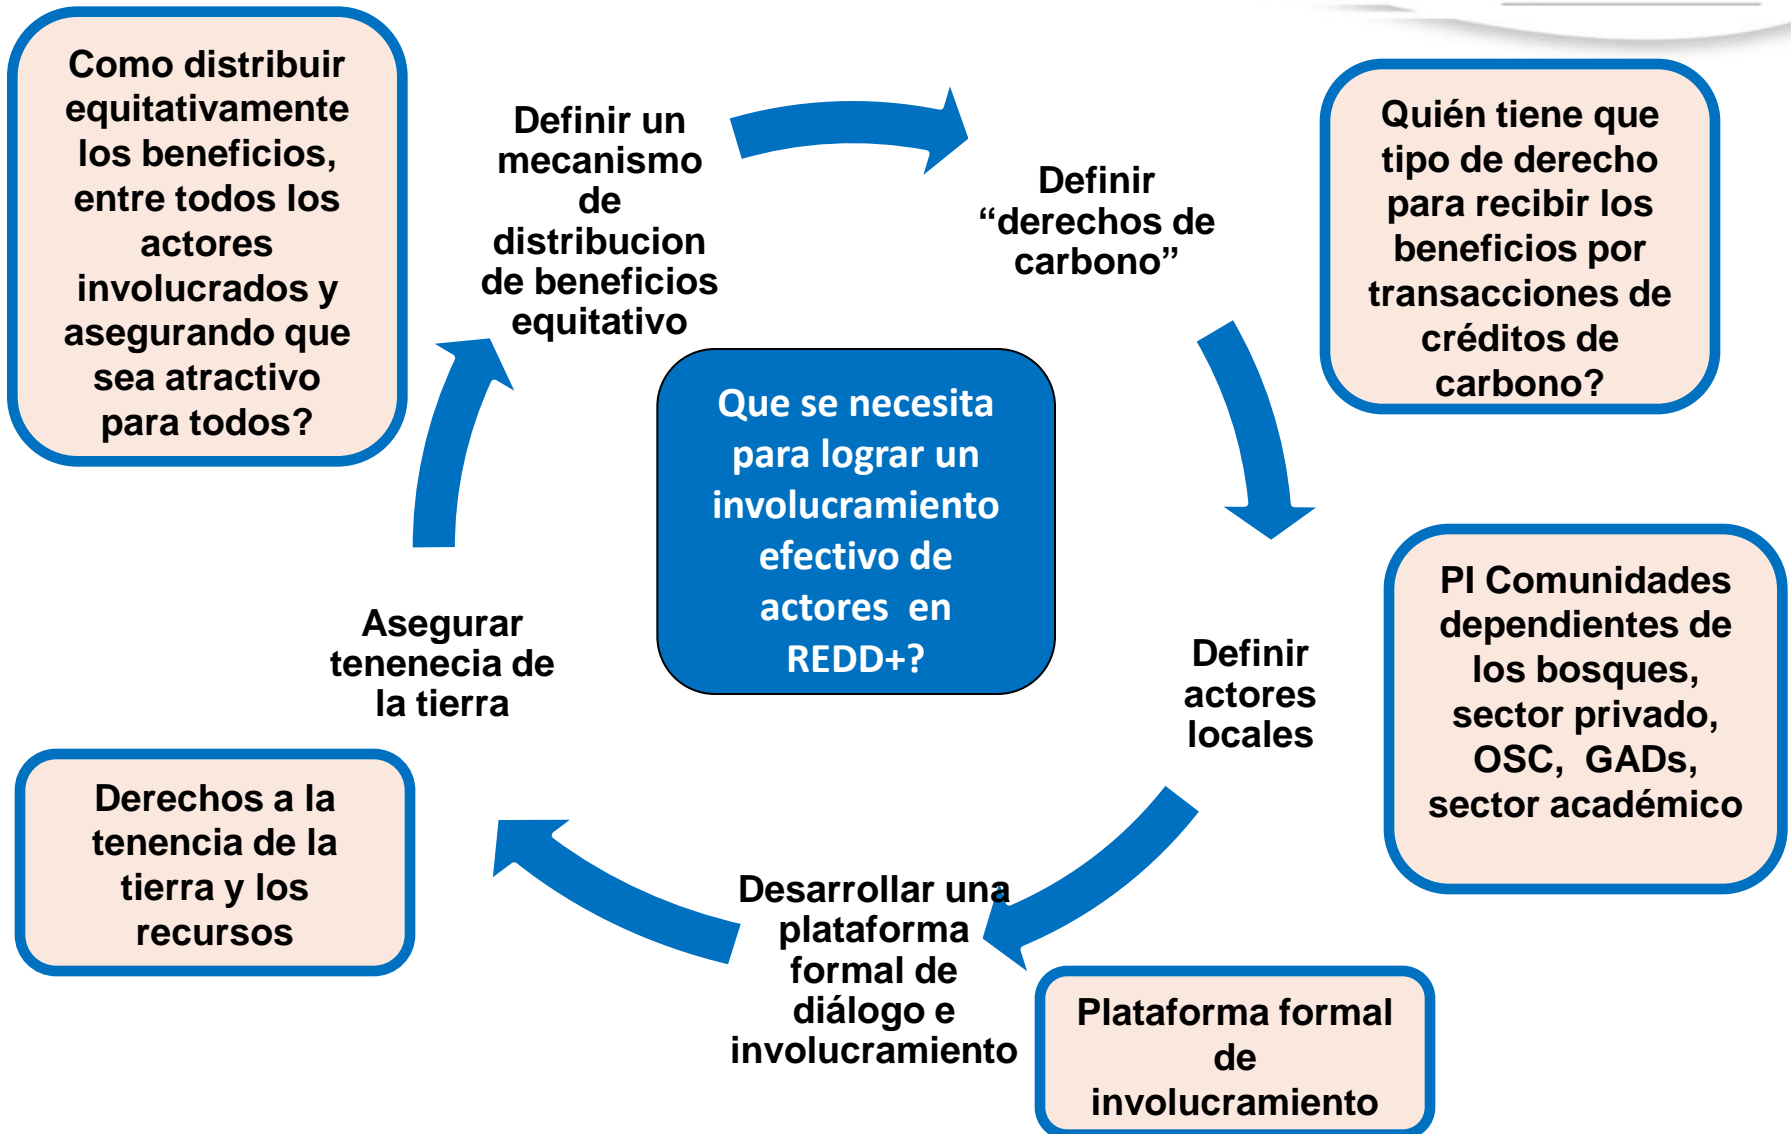 Como distribuir
equitativamente
los beneficios,
entre todos los
actores
involucrados y
asegurando que
sea atractivo
para todos?
Definir un
mecanismo
de
distribucion
de beneficios
equitativo
Definir
“derechos de
carbono”
Quién tiene que
tipo de derecho
para recibir los
beneficios por
transacciones de
créditos de
carbono?
Que se necesita
para lograr un
involucramiento
efectivo de
actores en
REDD+?
Asegurar
tenenecia de
la tierra
Definir
actores
locales
PI Comunidades
dependientes de
los bosques,
sector privado,
OSC, GADs,
sector académico
Derechos a la
tenencia de la
tierra y los
recursos
Desarrollar una
plataforma
formal de
diálogo e
involucramiento
Plataforma formal
de
involucramiento